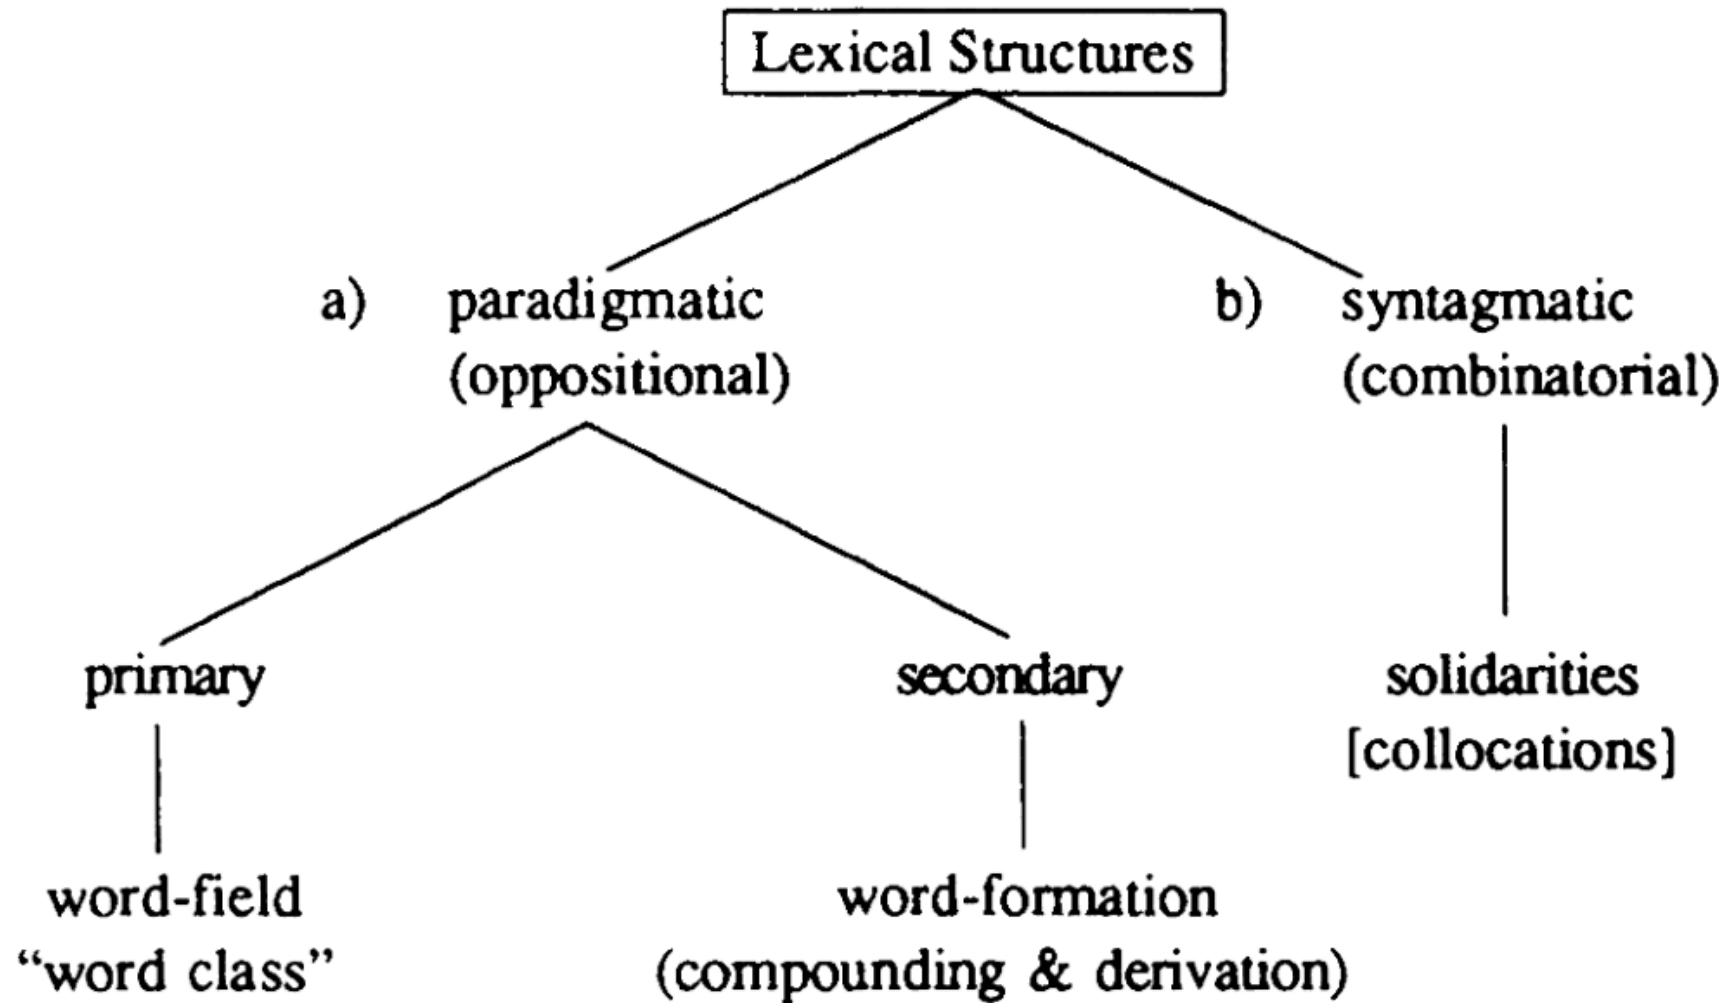 Lexical Structures
a) paradigmatic
(oppositional)
b) syntagmatic
(combinatorial)
primary
secondary
solidarities
[collocations]
word-field
“word class”
word-formation
(compounding & derivation)